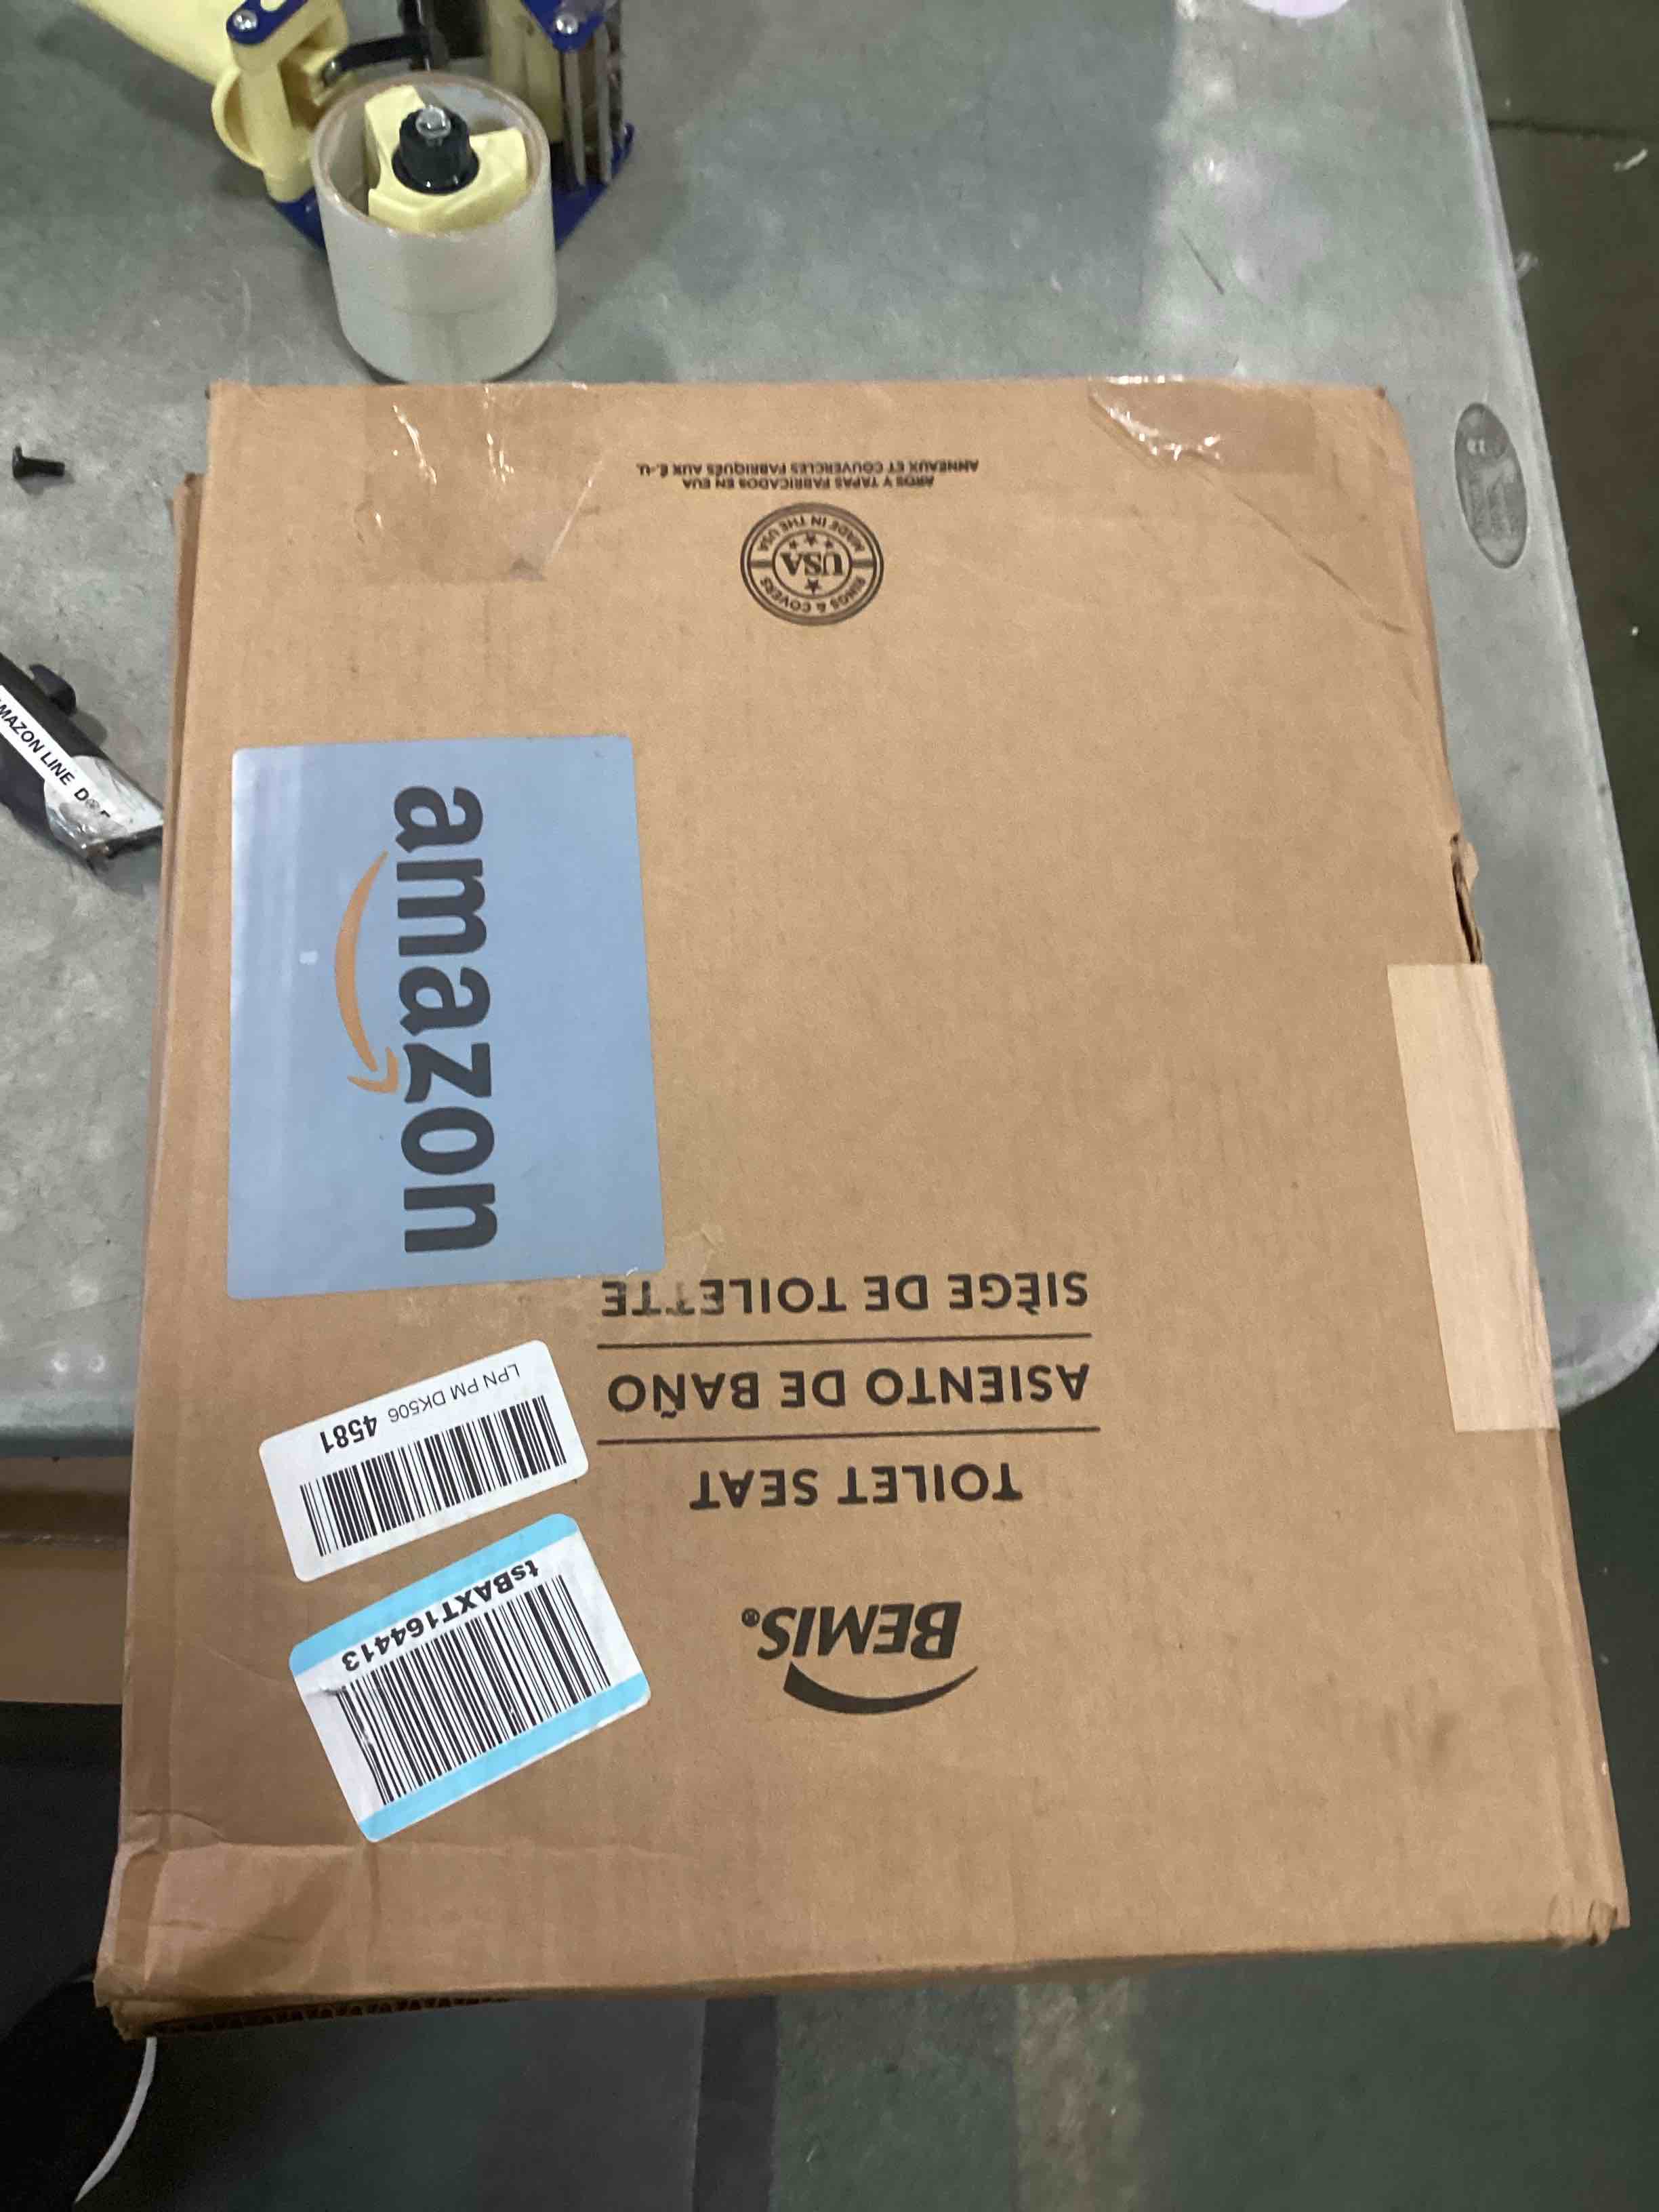 BEMIS®
TOILET SEAT
ASIENTO DE BAÑO
SIÈGE DE TOILETTE
tsBAXT164413
LPN PM DK506 4581
amazon
RINGS & COVERS
USA
MADE IN THE USA
AROS Y TAPAS FABRICADOS EN EUA
ANNEAUX ET COUVERCLES FABRIQUÉS AUX É.-U.
AMAZON LINE